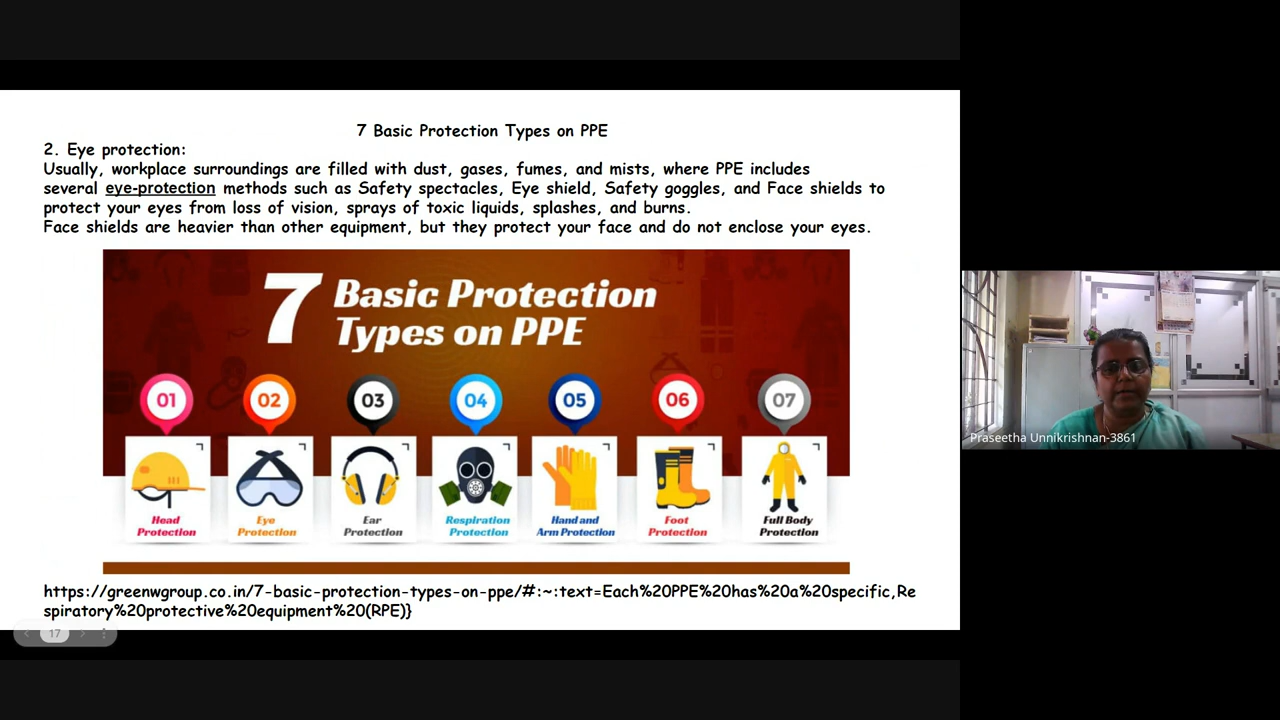 7 Basic Protection Types on PPE
2. Eye protection:
Usually, workplace surroundings are filled with dust, gases, fumes, and mists, where PPE includes
several eye-protection methods such as Safety spectacles, Eye shield, Safety goggles, and Face shields to
protect your eyes from loss of vision, sprays of toxic liquids, splashes, and burns.
Face shields are heavier than other equipment, but they protect your face and do not enclose your eyes.
7 Basic Protection
Types on PPE
01 02 03 04 05 06 07
Head Protection
Eye Protection
Ear Protection
Respiration Protection
Hand and Arm Protection
Foot Protection
Full Body Protection
https://greenwgroup.co.in/7-basic-protection-types-on-ppe/#:~:text=Each%20PPE%20has%20a%20specific,Re
spiratory%20protective%20equipment%20(RPE)}
17
Praseetha Unnikrishnan-3861